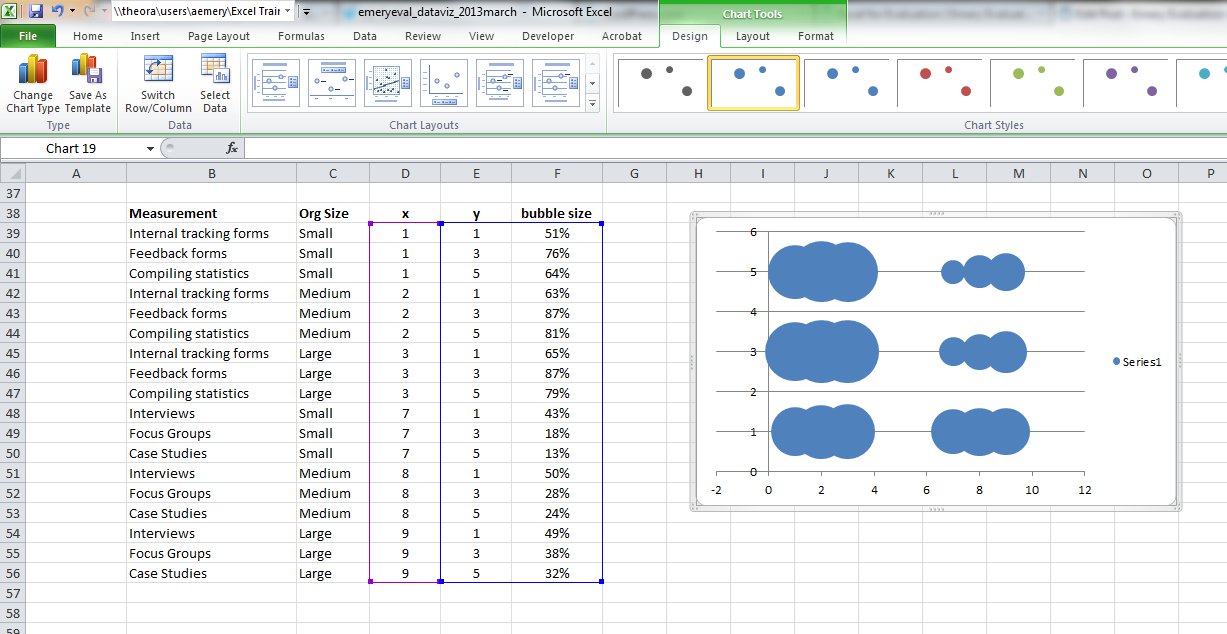 \\theora\users\aemery\Excel Trair
emeryeval_dataviz_2013march - Microsoft Excel
Chart Tools
File Home Insert Page Layout Formulas Data Review View Developer Acrobat Design Layout Format
Change Chart Type
Save As Template
Switch Row/Column
Select Data
Type Data Chart Layouts Chart Styles
Chart 19 fx
A B C D E F G H I J K L M N O P
37
38 Measurement Org Size x y bubble size
39 Internal tracking forms Small 1 1 51%
40 Feedback forms Small 1 3 76%
41 Compiling statistics Small 1 5 64%
42 Internal tracking forms Medium 2 1 63%
43 Feedback forms Medium 2 3 87%
44 Compiling statistics Medium 2 5 81%
45 Internal tracking forms Large 3 1 65%
46 Feedback forms Large 3 3 87%
47 Compiling statistics Large 3 5 79%
48 Interviews Small 7 1 43%
49 Focus Groups Small 7 3 18%
50 Case Studies Small 7 5 13%
51 Interviews Medium 8 1 50%
52 Focus Groups Medium 8 3 28%
53 Case Studies Medium 8 5 24%
54 Interviews Large 9 1 49%
55 Focus Groups Large 9 3 38%
56 Case Studies Large 9 5 32%
57
58
59
6
5
4
3
2
1
0
-2 0 2 4 6 8 10 12
Series1